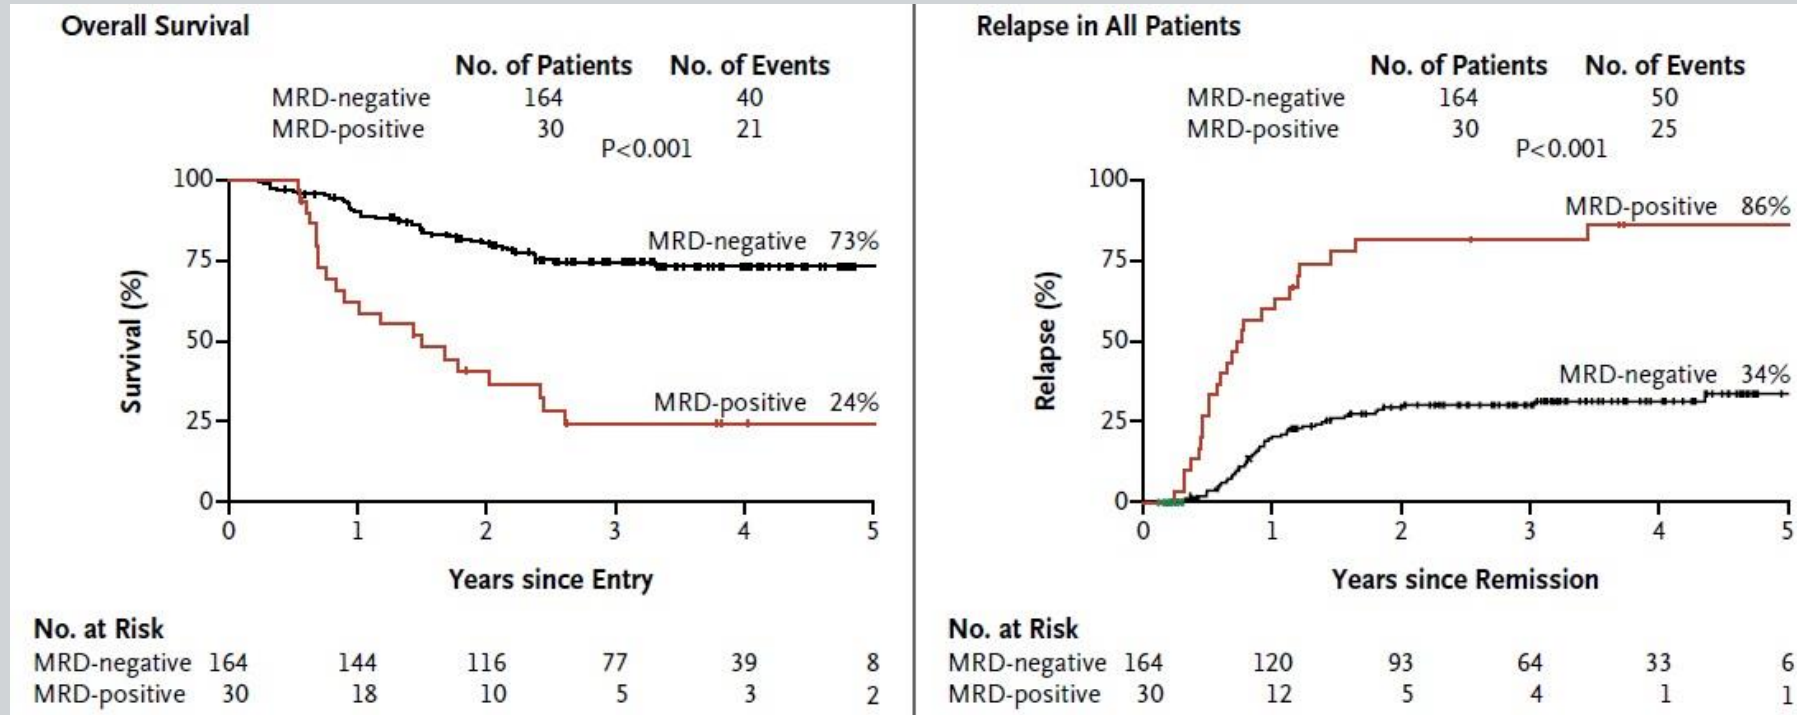 Overall Survival
No. of Patients No. of Events
MRD-negative 164 40
MRD-positive 30 21
P<0.001
100
75
50
25
0
Survival (%)
MRD-negative 73%
MRD-positive 24%
0 1 2 3 4 5
Years since Entry
No. at Risk
MRD-negative 164 144 116 77 39 8
MRD-positive 30 18 10 5 3 2
Relapse in All Patients
No. of Patients No. of Events
MRD-negative 164 50
MRD-positive 30 25
P<0.001
100
75
50
25
0
Relapse (%)
MRD-positive 86%
MRD-negative 34%
0 1 2 3 4 5
Years since Remission
No. at Risk
MRD-negative 164 120 93 64 33 6
MRD-positive 30 12 5 4 1 1